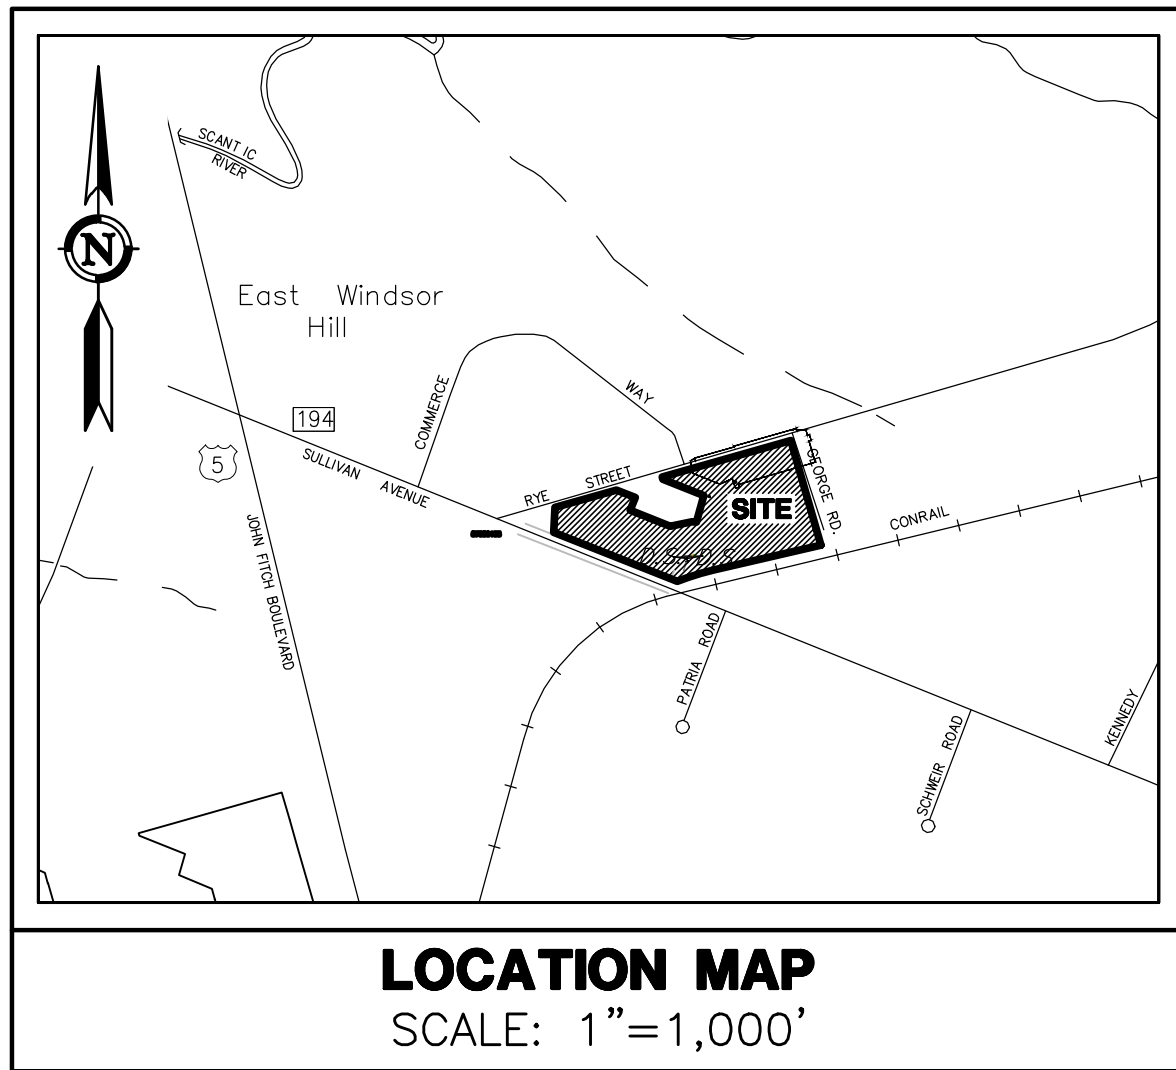 SCANTIC
RIVER
N
East Windsor
Hill
194
5
COMMERCE
WAY
SULLIVAN AVENUE
RYE STREET
GEORGE RD.
SITE
CONRAIL
JOHN FITCH BOULEVARD
PATRIA ROAD
SCHWEIR ROAD
KENNEDY
LOCATION MAP
SCALE: 1"=1,000'